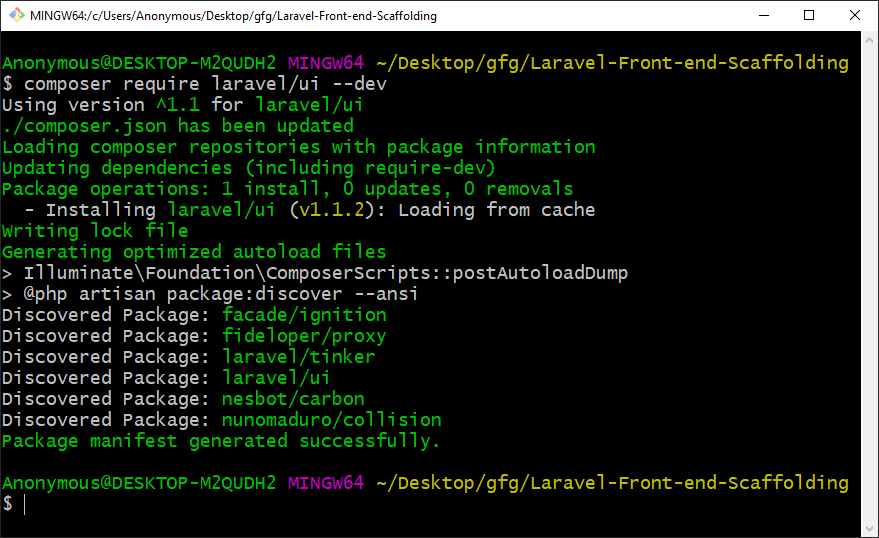 MINGW64:/c/Users/Anonymous/Desktop/gfg/Laravel-Front-end-Scaffolding
Anonymous@DESKTOP-M2QUDH2 MINGW64 ~/Desktop/gfg/Laravel-Front-end-Scaffolding
$ composer require laravel/ui --dev
Using version ^1.1 for laravel/ui
./composer.json has been updated
Loading composer repositories with package information
Updating dependencies (including require-dev)
Package operations: 1 install, 0 updates, 0 removals
  - Installing laravel/ui (v1.1.2): Loading from cache
Writing lock file
Generating optimized autoload files
> Illuminate\Foundation\ComposerScripts::postAutoloadDump
> @php artisan package:discover --ansi
Discovered Package: facade/ignition
Discovered Package: fideloper/proxy
Discovered Package: laravel/tinker
Discovered Package: laravel/ui
Discovered Package: nesbot/carbon
Discovered Package: nunomaduro/collision
Package manifest generated successfully.
Anonymous@DESKTOP-M2QUDH2 MINGW64 ~/Desktop/gfg/Laravel-Front-end-Scaffolding
$